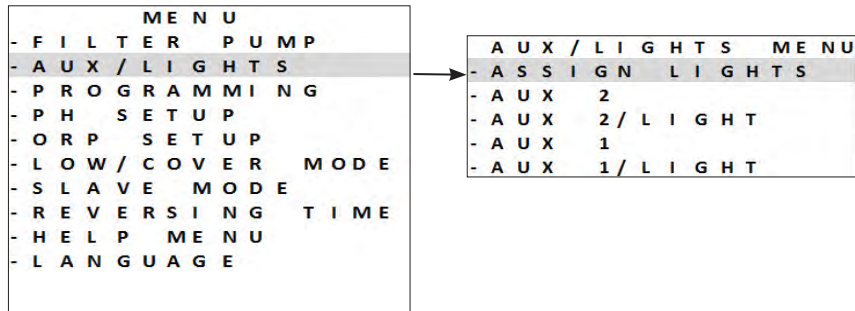 MENU
- FILTER PUMP
- AUX/LIGHTS
- PROGRAMMING
- PH SETUP
- ORP SETUP
- LOW/COVER MODE
- SLAVE MODE
- REVERSING TIME
- HELP MENU
- LANGUAGE
AUX/LIGHTS MENU
- ASSIGN LIGHTS
- AUX 2
- AUX 2/LIGHT
- AUX 1
- AUX 1/LIGHT